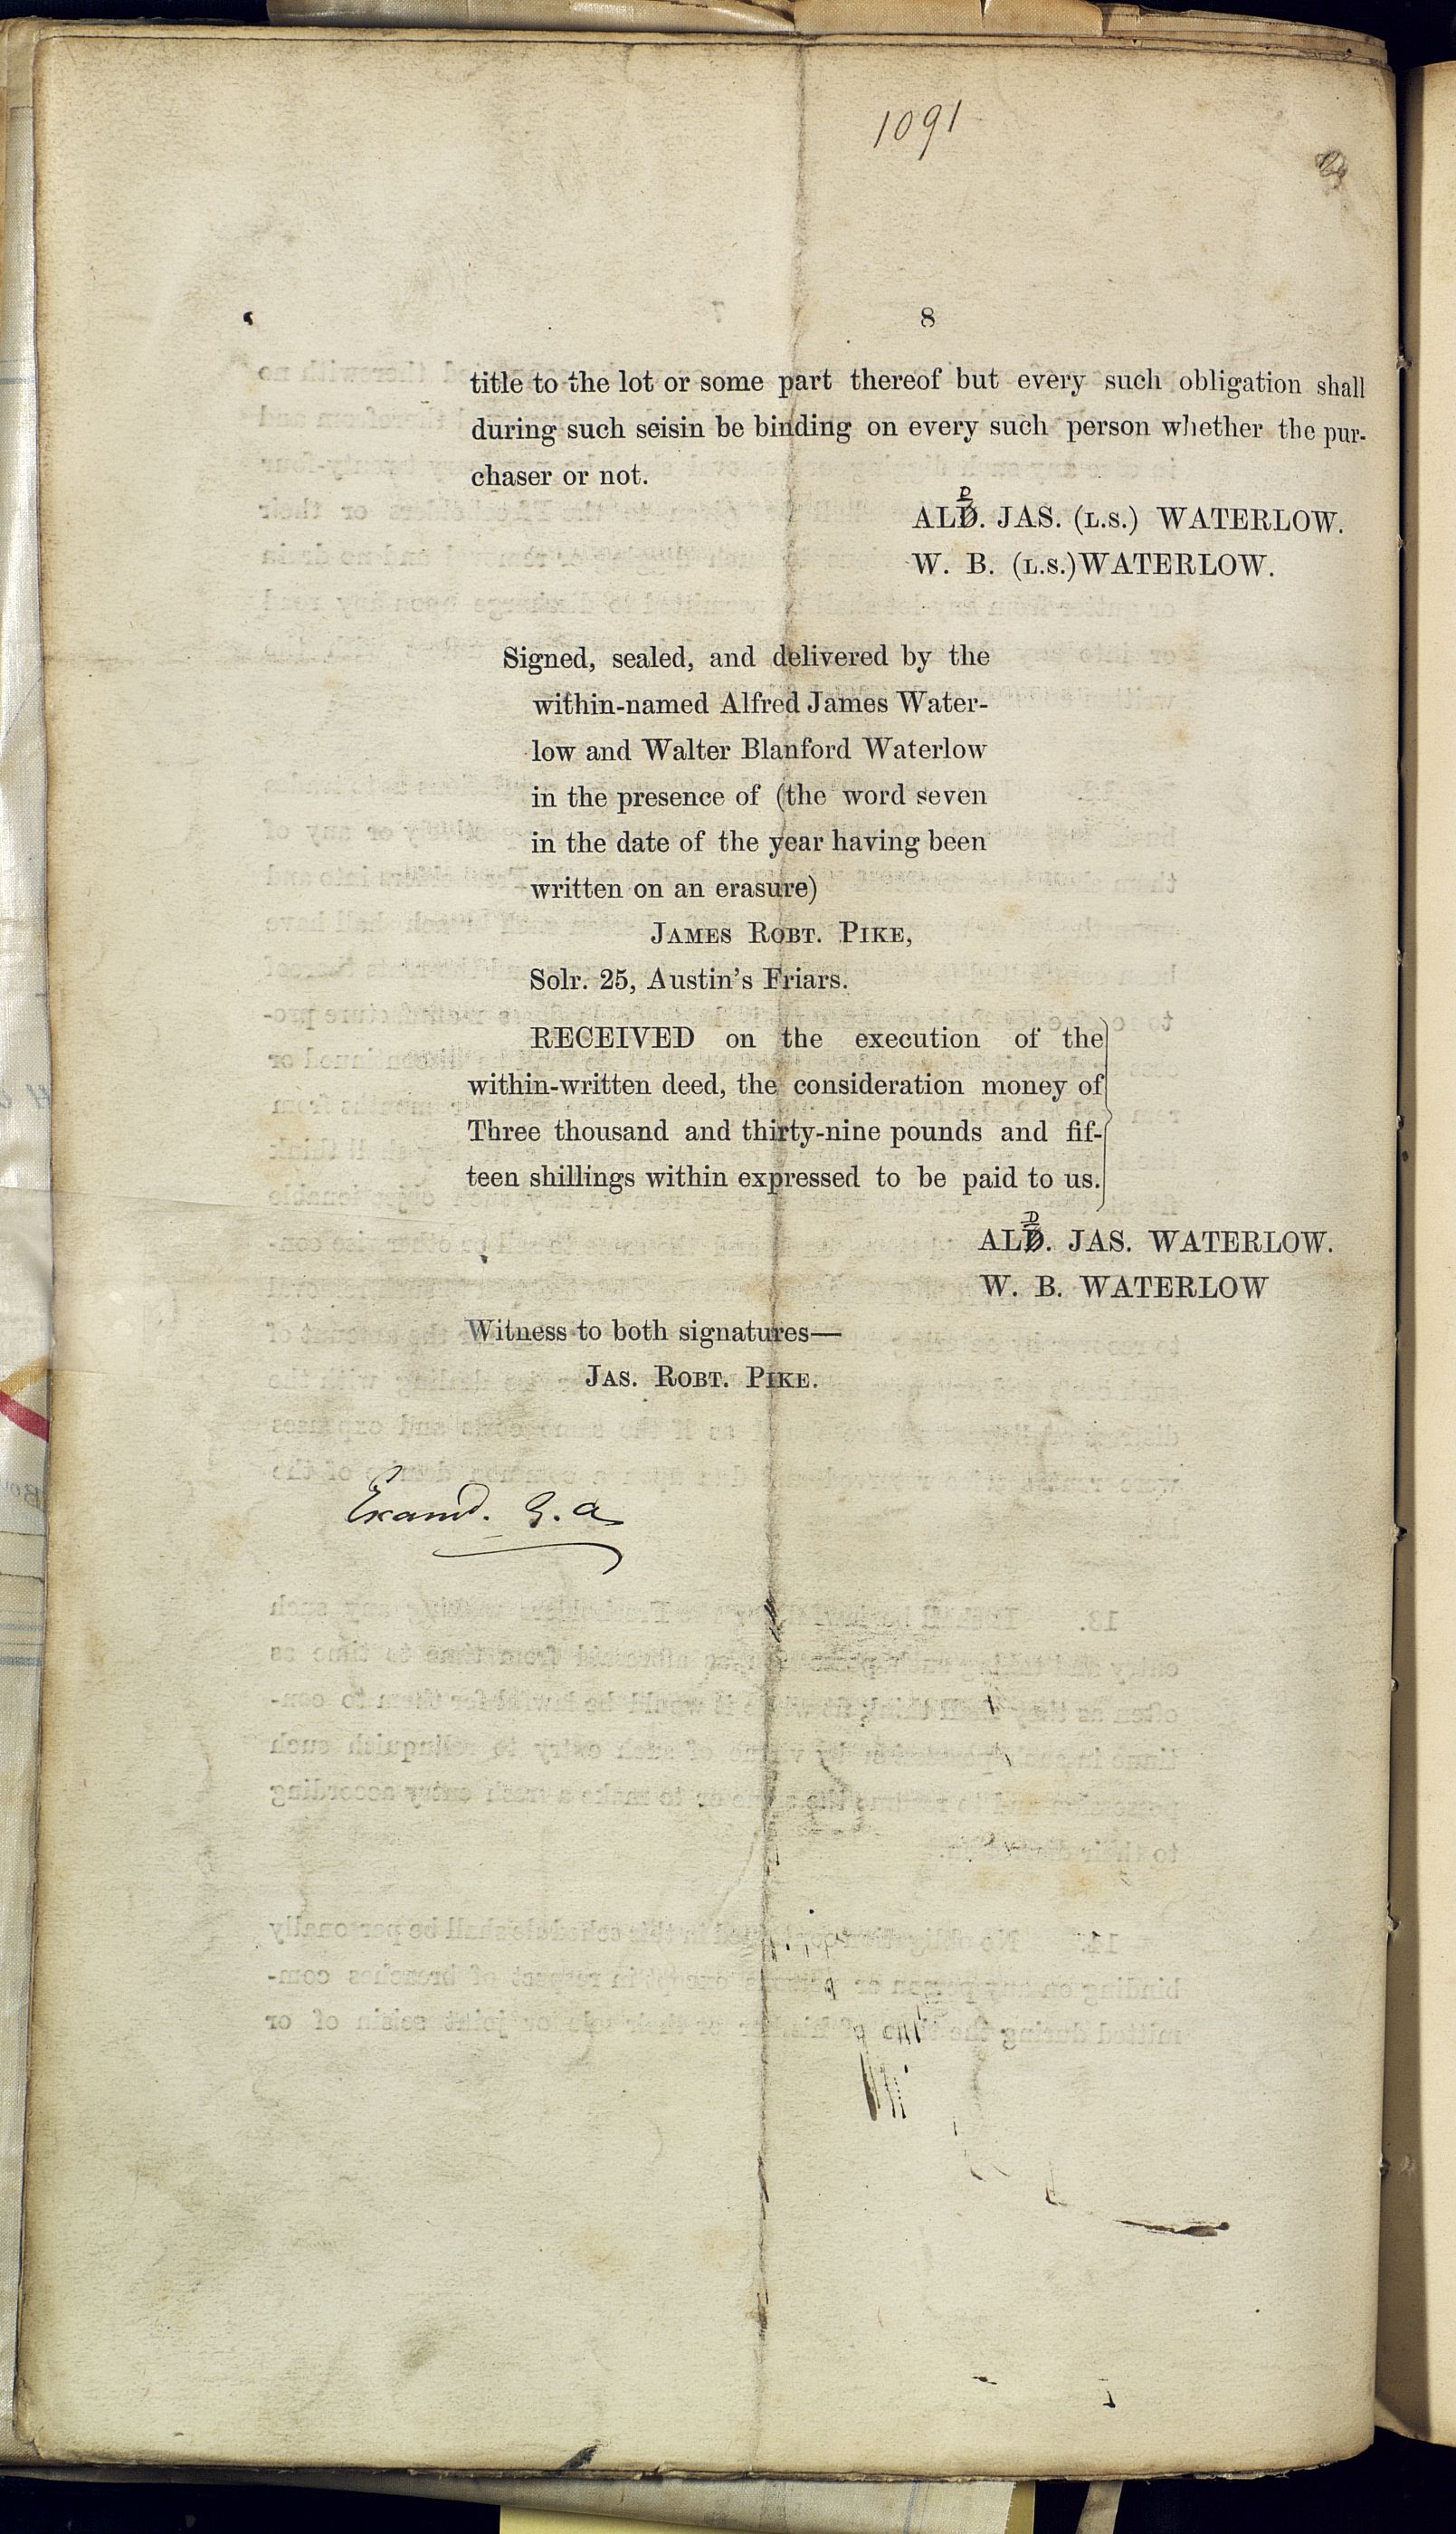 1091
8
title to the lot or some part thereof but every such obligation shall
during such seisin be binding on every such person whether the pur-
chaser or not.
ALD. JAS. (L.S.) WATERLOW.
W. B. (L.S.) WATERLOW.
Signed, sealed, and delivered by the
within-named Alfred James Water-
low and Walter Blanford Waterlow
in the presence of (the word seven
in the date of the year having been
written on an erasure)
JAMES ROBT. PIKE,
Solr. 25, Austin's Friars.
RECEIVED on the execution of the
within-written deed, the consideration money of
Three thousand and thirty-nine pounds and fif-
teen shillings within expressed to be paid to us.
ALD. JAS. WATERLOW.
W. B. WATERLOW
Witness to both signatures—
JAS. ROBT. PIKE.
Examd.